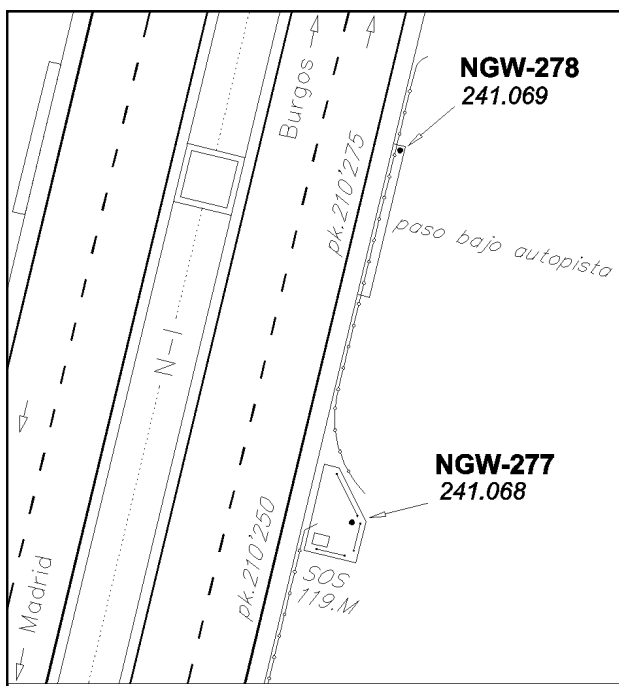 NGW-278
241.069
Burgos
pk.210'275
paso bajo autopista
N-I
NGW-277
241.068
pk.210'250
SOS
119.M
Madrid